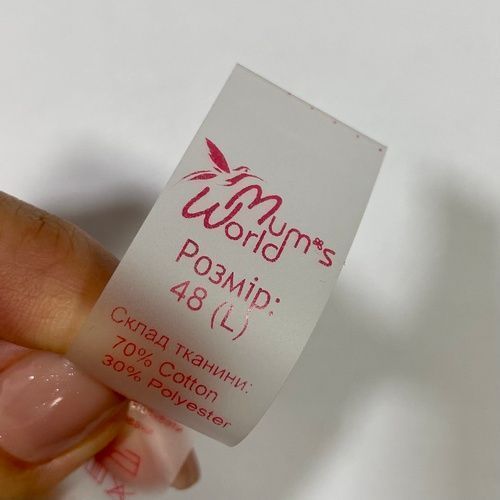 Mum's
World
Розмір:
48 (L)
Склад тканини:
70% Cotton
30% Polyester